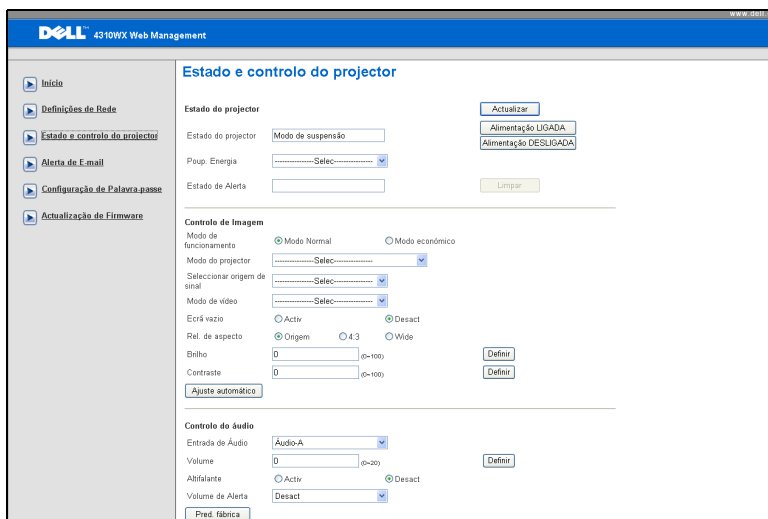 www.dell.
DELL™ 4310WX Web Management
Início
Definições de Rede
Estado e controlo do projector
Alerta de E-mail
Configuração de Palavra-passe
Actualização de Firmware
Estado e controlo do projector
Estado do projector
Actualizar
Alimentação LIGADA
Estado do projector Modo de suspensão
Alimentação DESLIGADA
Poup. Energia ---------------Selec---------------
Estado de Alerta Limpar
Controlo de Imagem
Modo de funcionamento Modo Normal Modo económico
Modo do projector ---------------Selec---------------
Seleccionar origem de sinal ---------------Selec---------------
Modo de vídeo ---------------Selec---------------
Ecrã vazio Activ Desact
Rel. de aspecto Origem 4:3 Wide
Brilho 0 (0~100) Definir
Contraste 0 (0~100) Definir
Ajuste automático
Controlo do áudio
Entrada de Áudio Áudio-A
Volume 0 (0~20) Definir
Altifalante Activ Desact
Volume de Alerta Desact
Pred. fábrica